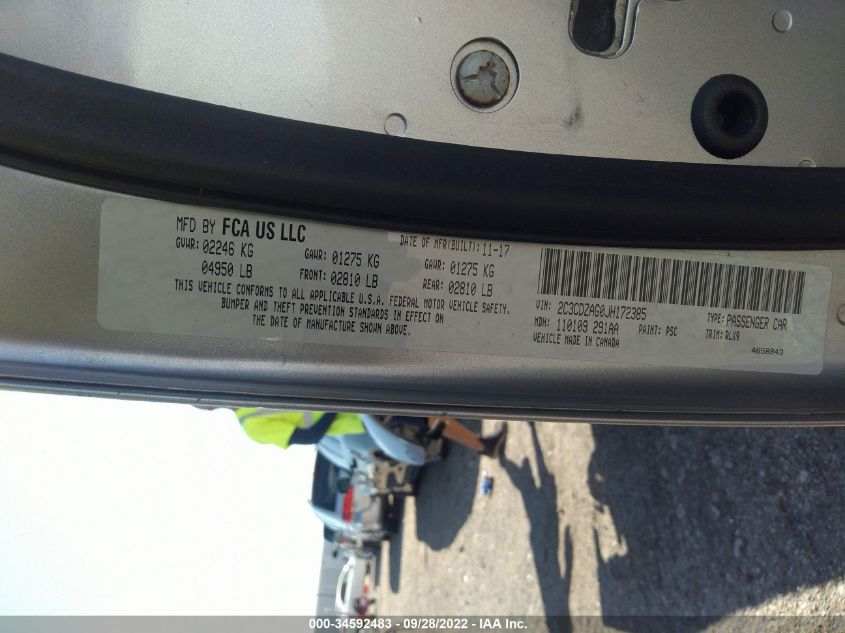 MFD BY FCA US LLC
DATE OF MFR(BUILT): 11-17
GVWR: 02246 KG GAWR: 01275 KG GAWR: 01275 KG
04950 LB FRONT: 02810 LB REAR: 02810 LB
THIS VEHICLE CONFORMS TO ALL APPLICABLE U.S.A. FEDERAL MOTOR VEHICLE SAFETY,
BUMPER AND THEFT PREVENTION STANDARDS IN EFFECT ON
THE DATE OF MANUFACTURE SHOWN ABOVE.
VIN: 2C3CDZAG0JH172385 TYPE: PASSENGER CAR
MDH: 110109 291AA PAINT: PSC TRIM: RLX9
VEHICLE MADE IN CANADA
4658843
000-34592483 - 09/28/2022 - IAA Inc.